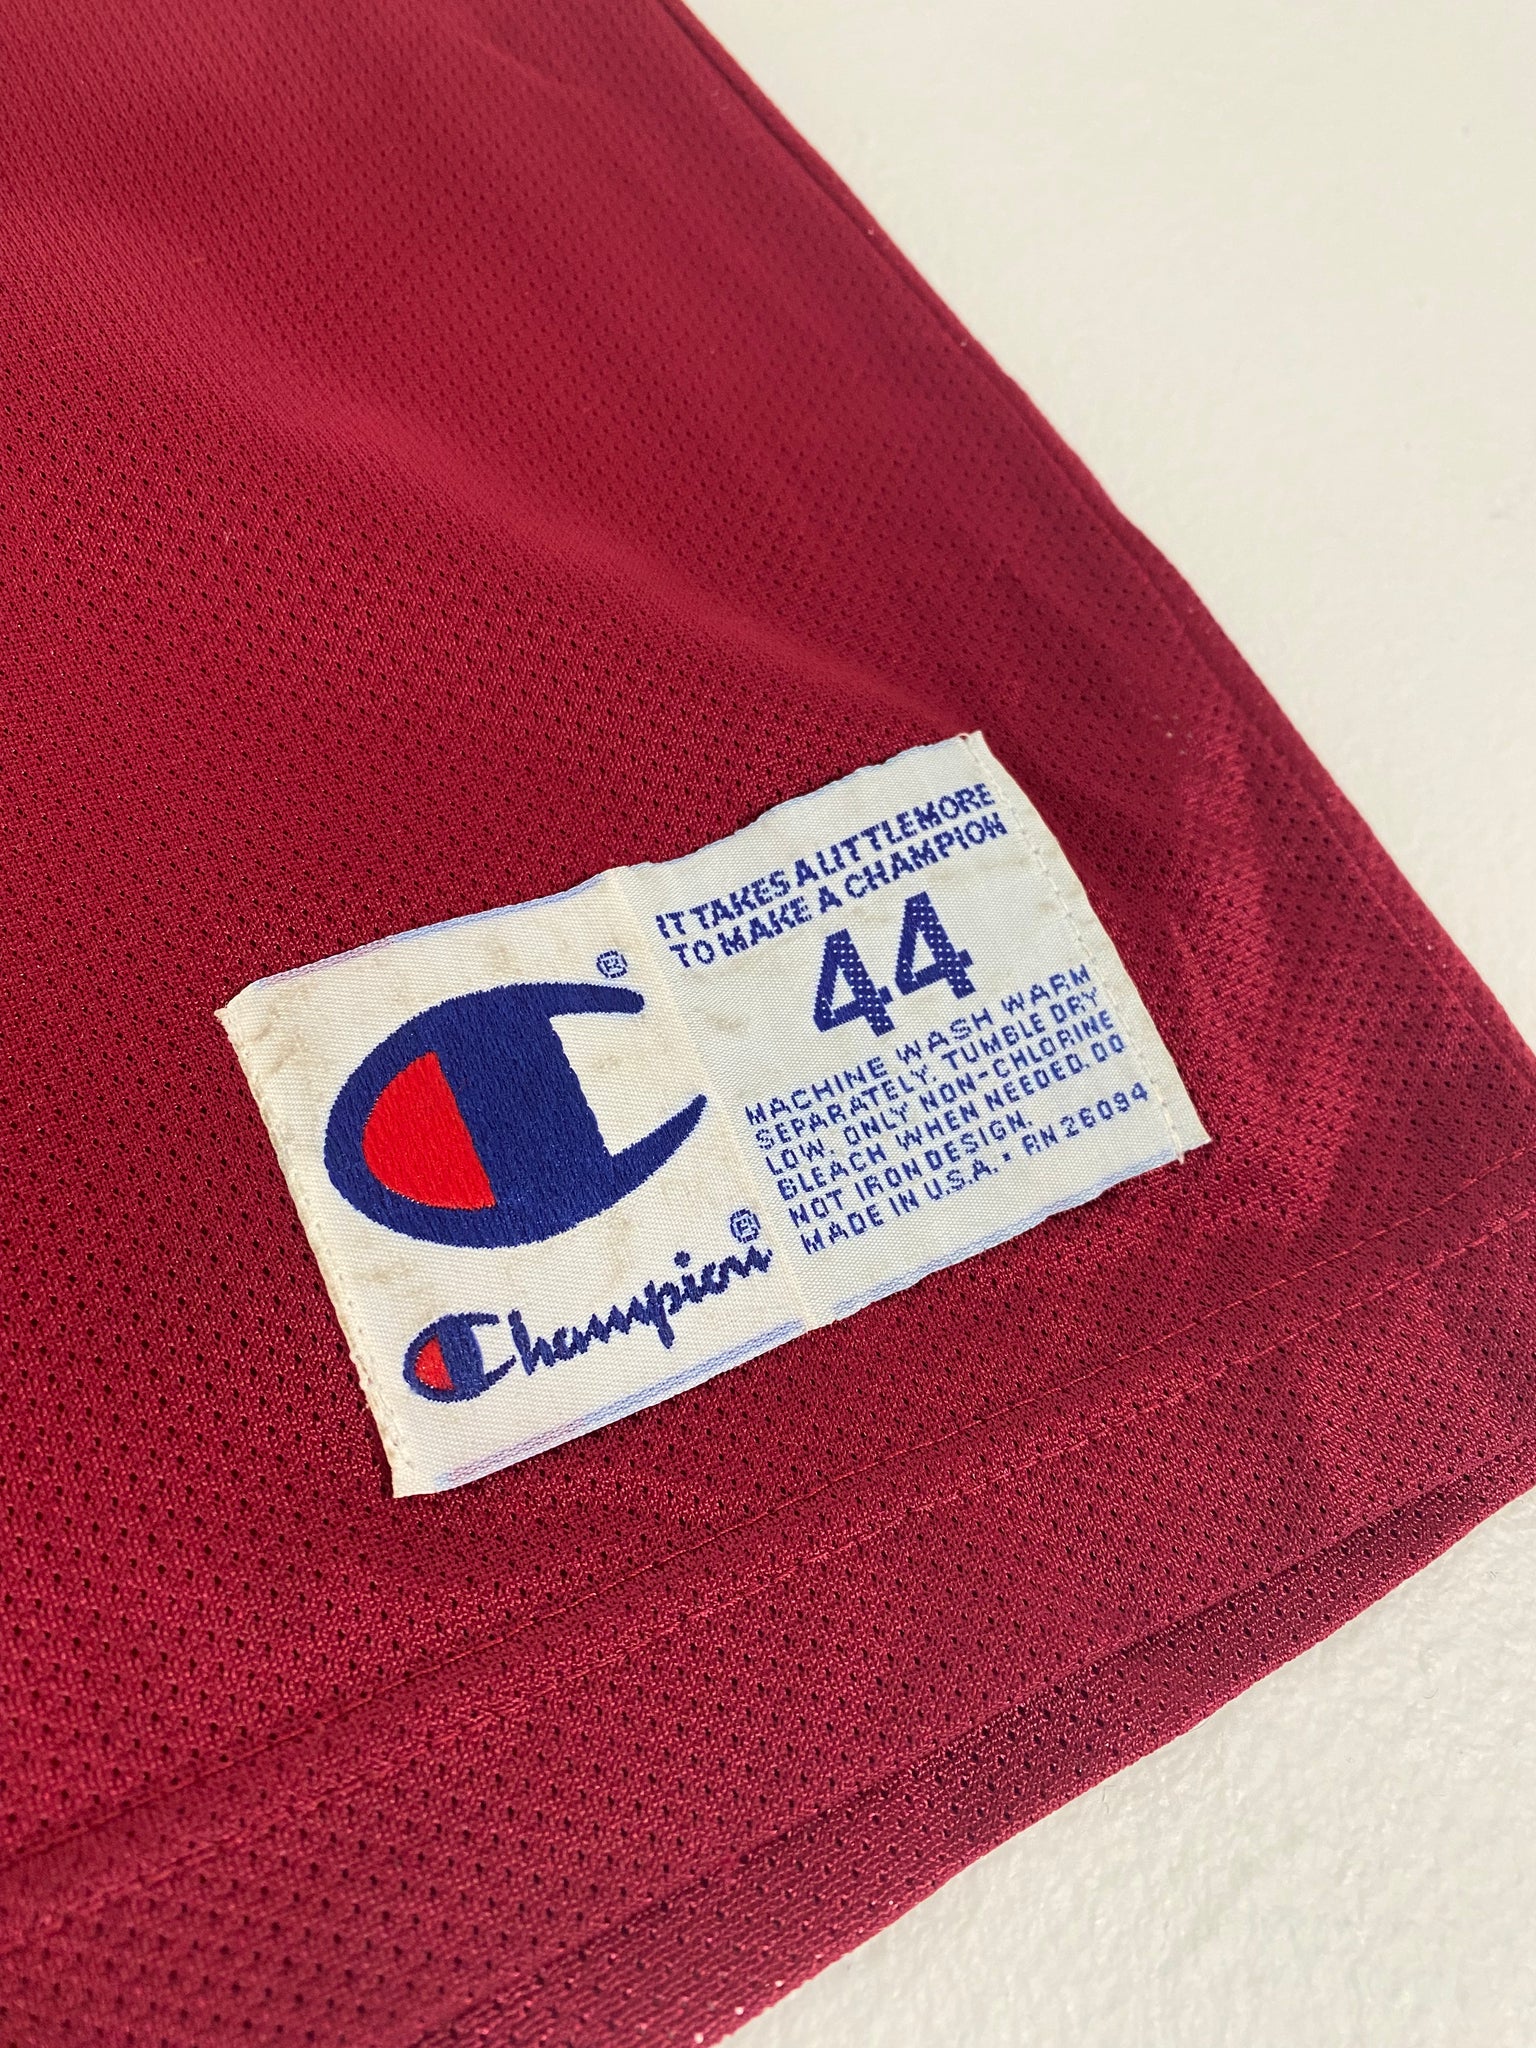 IT TAKES A LITTLE MORE
TO MAKE A CHAMPION
44
MACHINE WASH WARM
SEPARATELY. TUMBLE DRY
LOW. ONLY NON-CHLORINE
BLEACH WHEN NEEDED. DO
NOT IRON DESIGN.
MADE IN U.S.A. • RN 26094
®
®
Champion